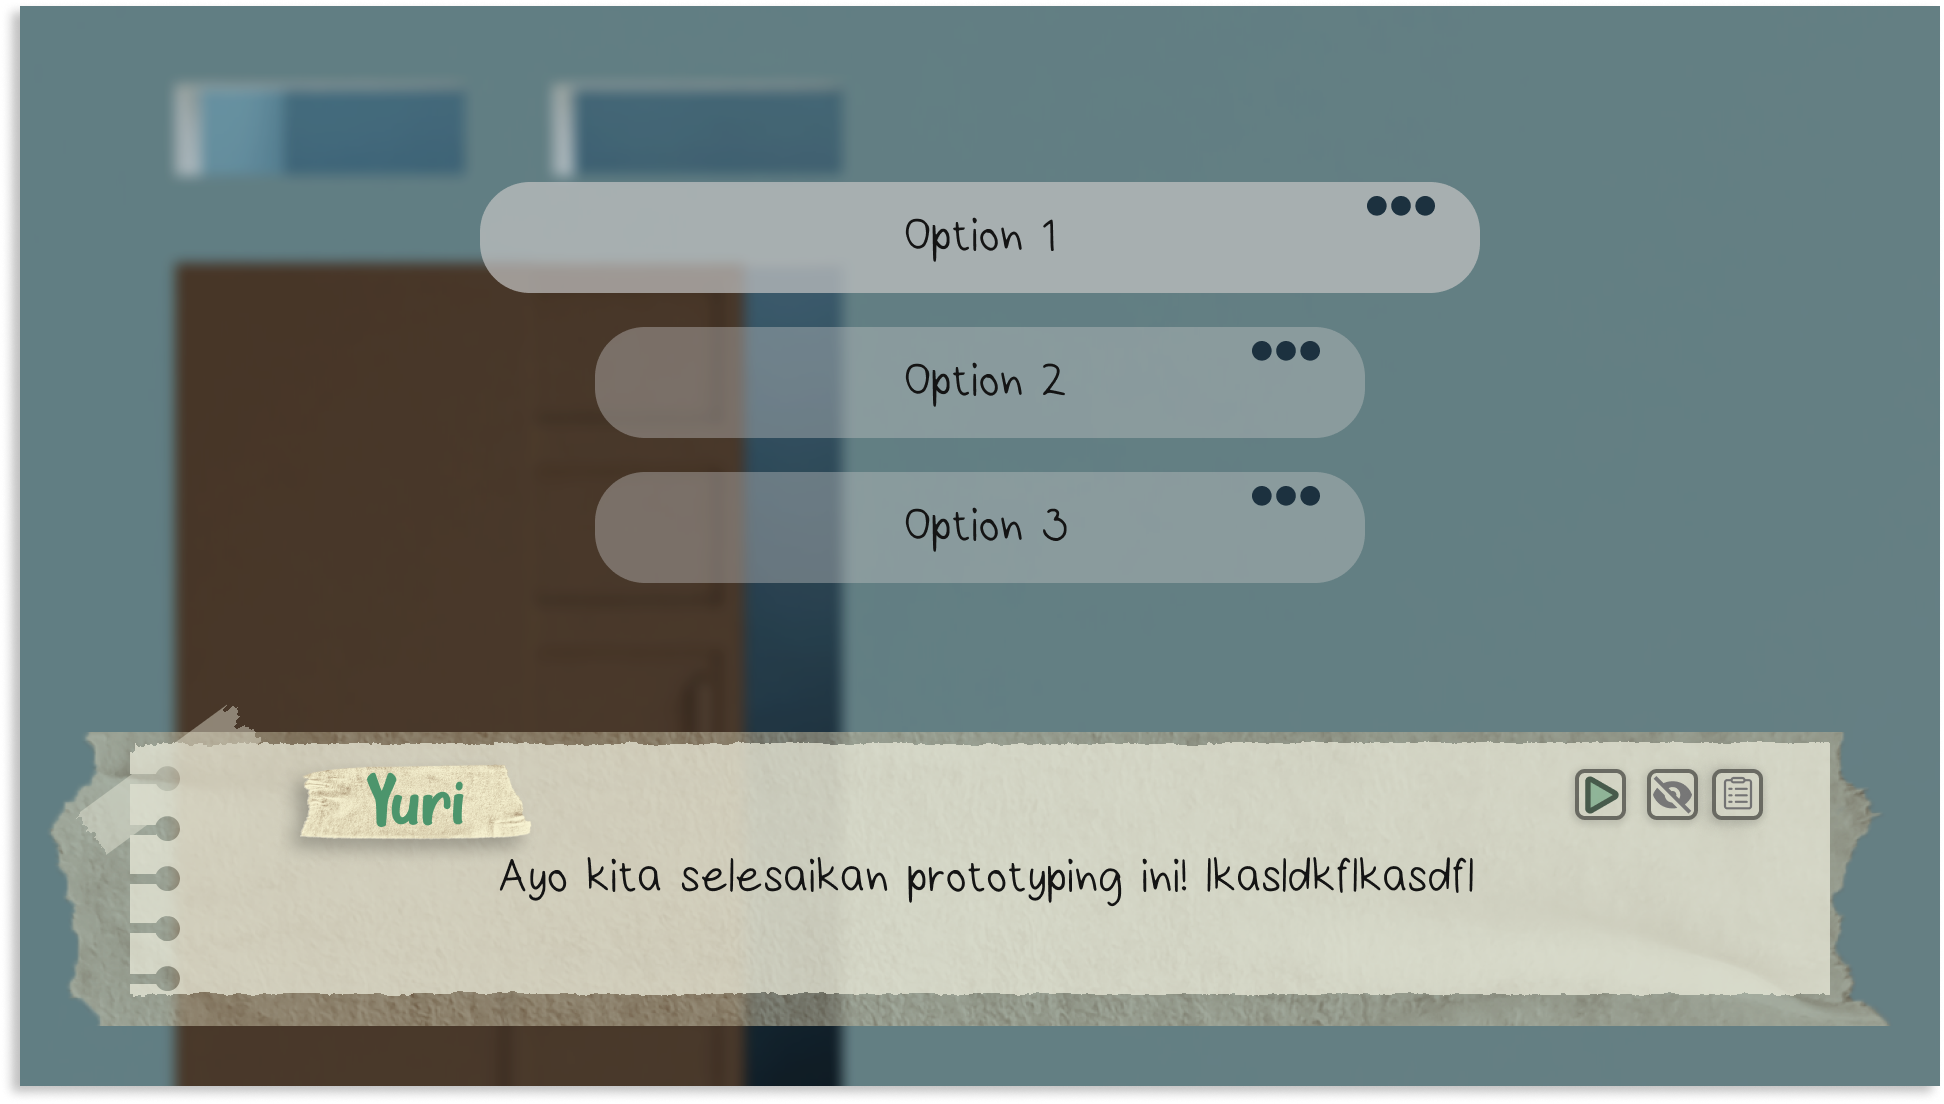 Option 1
Option 2
Option 3
Yuri
Ayo kita selesaikan prototyping ini! lkasldkflkasdfl